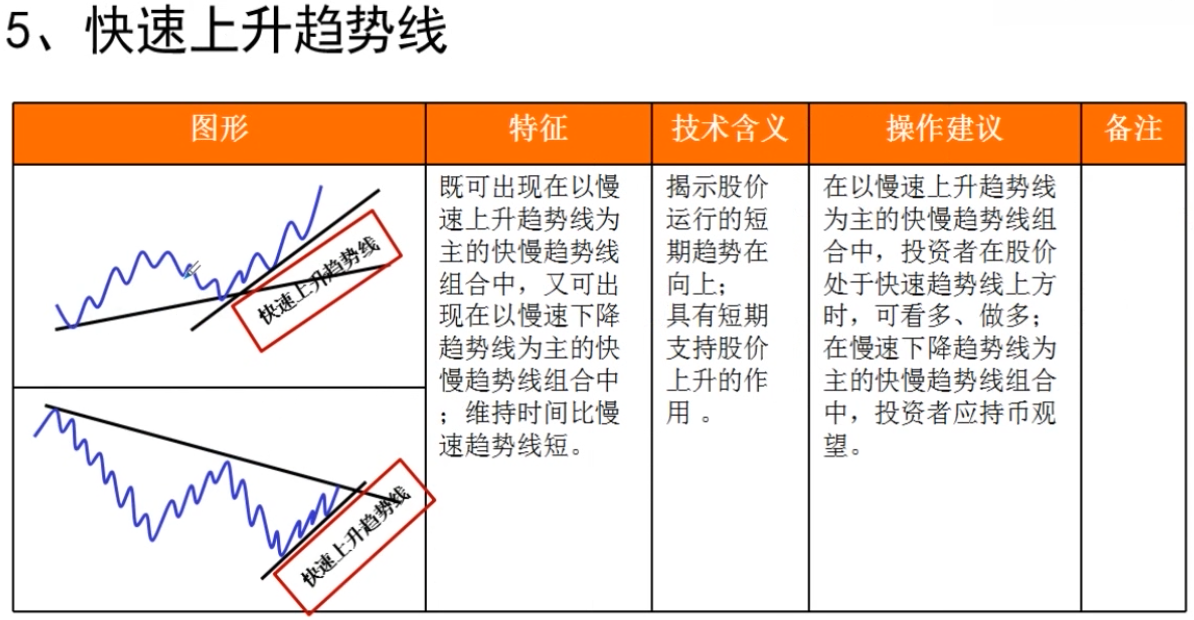 5、快速上升趋势线
图形
特征
技术含义
操作建议
备注
快速上升趋势线
快速上升趋势线
既可出现在以慢
速上升趋势线为
主的快慢趋势线
组合中，又可出
现在以慢速下降
趋势线为主的快
慢趋势线组合中
；维持时间比慢
速趋势线短。
揭示股价
运行的短
期趋势在
向上；
具有短期
支持股价
上升的作
用 。
在以慢速上升趋势线
为主的快慢趋势线组
合中，投资者在股价
处于快速趋势线上方
时，可看多、做多；
在慢速下降趋势线为
主的快慢趋势线组合
中，投资者应持币观
望。